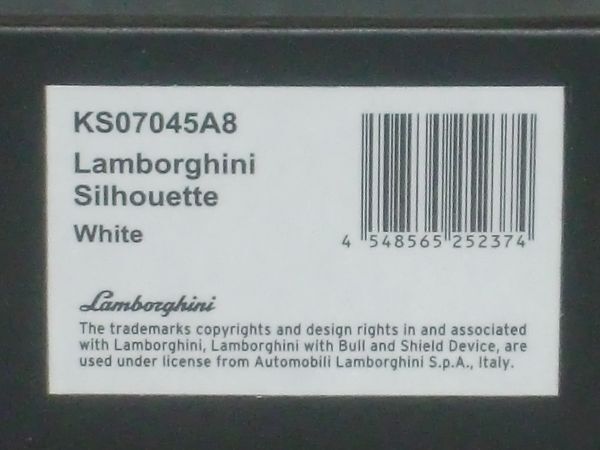 KS07045A8
Lamborghini
Silhouette
White
4 548565 252374
Lamborghini
The trademarks copyrights and design rights in and associated
with Lamborghini, Lamborghini with Bull and Shield Device, are
used under license from Automobili Lamborghini S.p.A., Italy.